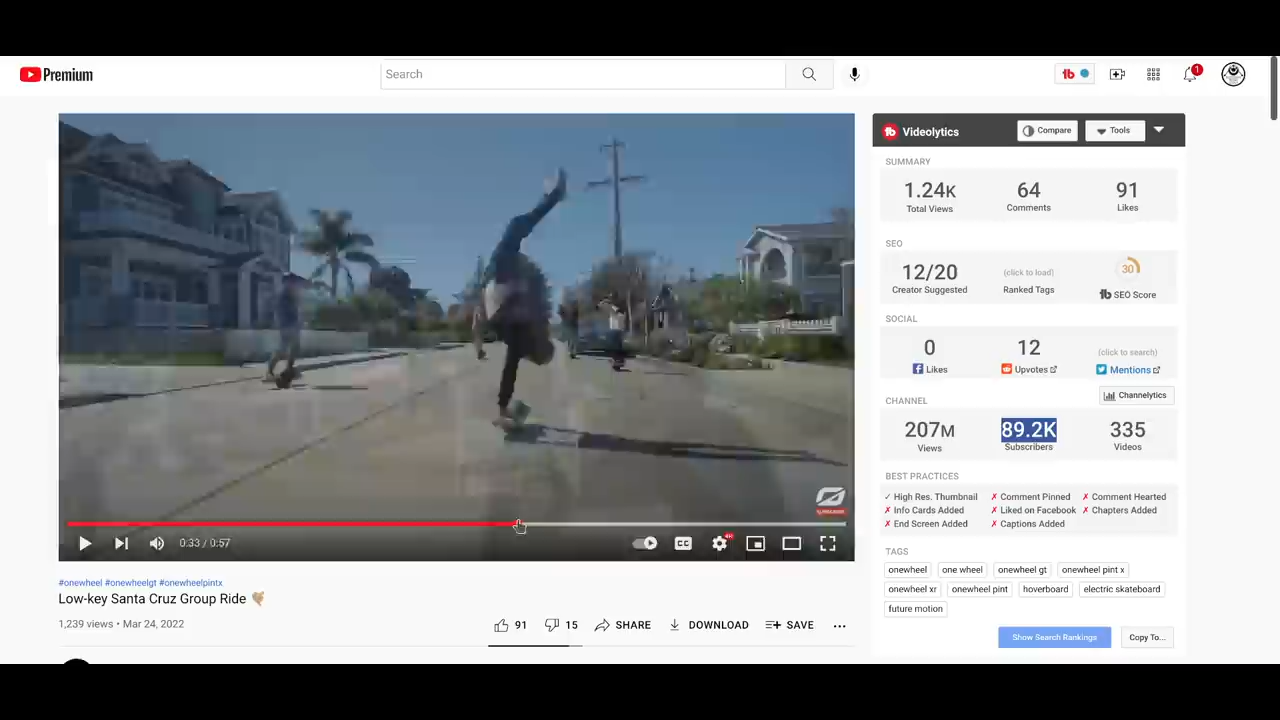 Premium
Search
1
Videolytics
Compare
Tools
SUMMARY
1.24K
64
91
Total Views
Comments
Likes
SEO
12/20
(click to load)
30
Creator Suggested
Ranked Tags
SEO Score
SOCIAL
0
12
(click to search)
Likes
Upvotes
Mentions
CHANNEL
Channelytics
207M
89.2K
335
Views
Subscribers
Videos
BEST PRACTICES
✓ High Res. Thumbnail
✗ Comment Pinned
✗ Comment Hearted
✗ Info Cards Added
✗ Liked on Facebook
✗ Chapters Added
✗ End Screen Added
✗ Captions Added
TAGS
onewheel
one wheel
onewheel gt
onewheel pint x
onewheel xr
onewheel pint
hoverboard
electric skateboard
future motion
Show Search Rankings
Copy To...
0:33 / 0:57
CC
#onewheel #onewheelgt #onewheelpintx
Low-key Santa Cruz Group Ride
1,239 views • Mar 24, 2022
91
15
SHARE
DOWNLOAD
SAVE